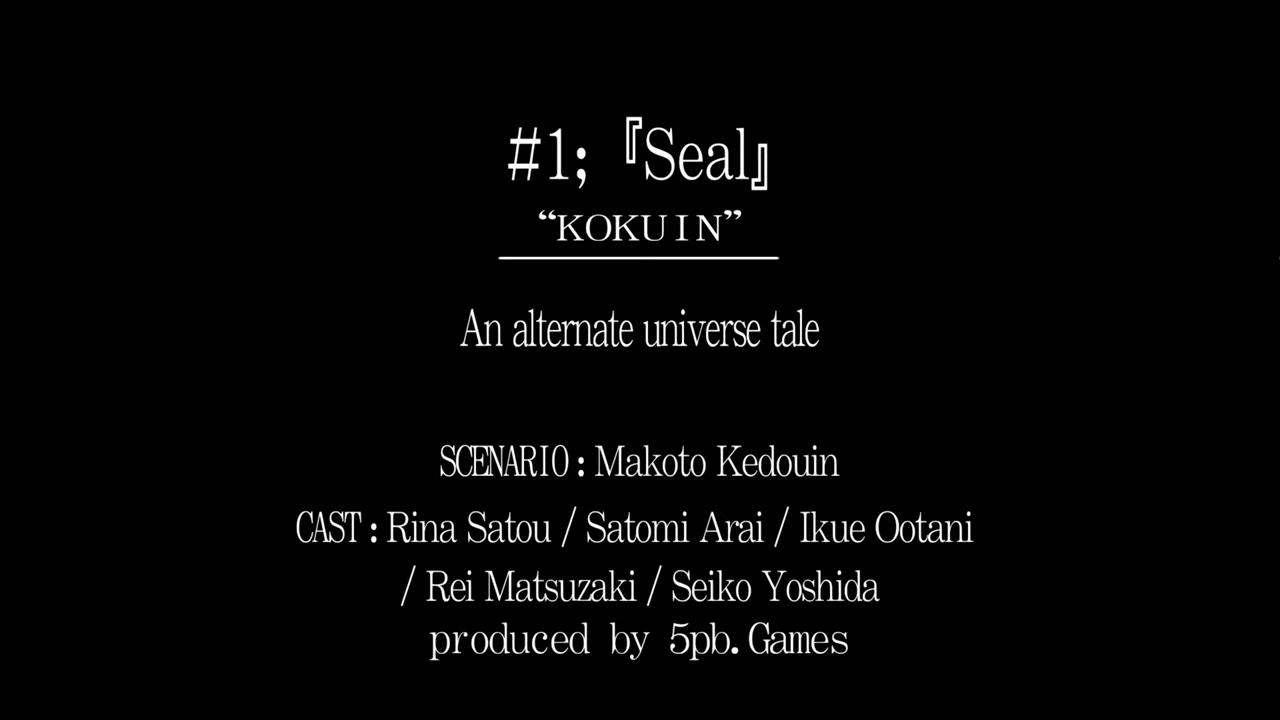 #1;『Seal』
“KOKUIN”
An alternate universe tale
SCENARIO:Makoto Kedouin
CAST:Rina Satou / Satomi Arai / Ikue Ootani
/ Rei Matsuzaki / Seiko Yoshida
produced by 5pb.Games